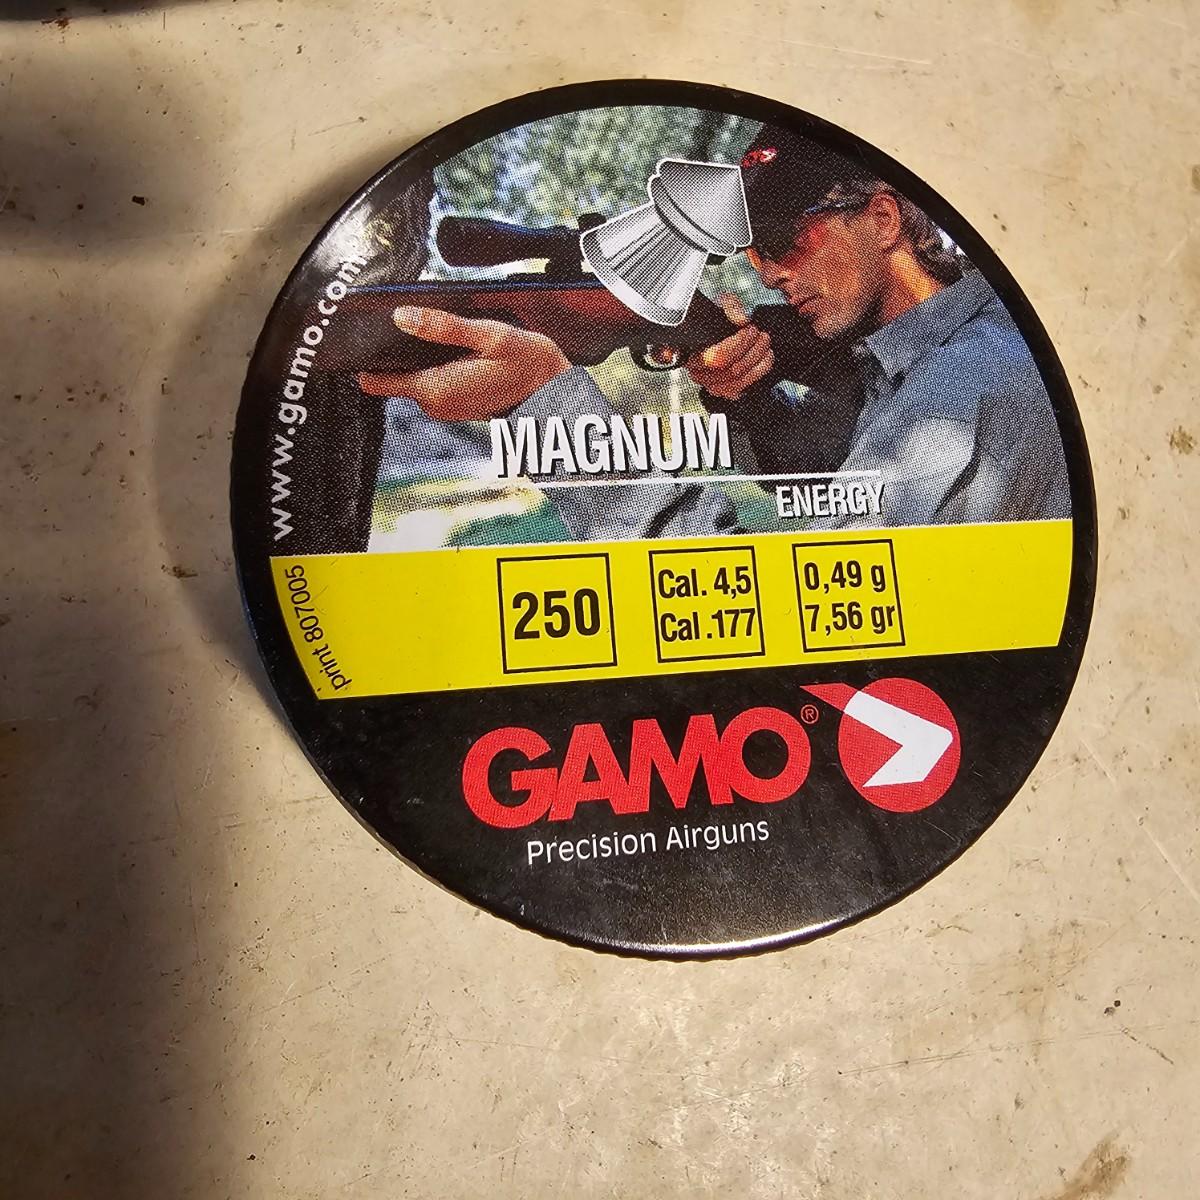 www.gamo.com
MAGNUM
ENERGY
print 807005
250
Cal. 4,5
Cal .177
0,49 g
7,56 gr
GAMO®
Precision Airguns